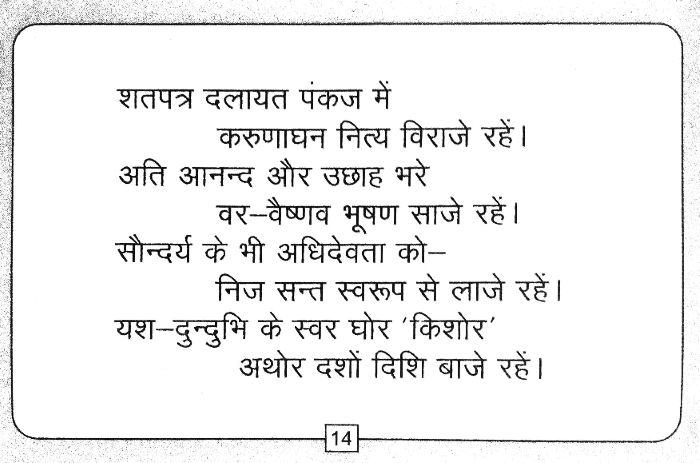 शतपत्र दलायत पंकज में
करुणाघन नित्य विराजे रहें।
अति आनन्द और उछाह भरे
वर–वैष्णव भूषण साजे रहें।
सौन्दर्य के भी अधिदेवता को–
निज सन्त स्वरूप से लाजे रहें।
यश–दुन्दुभि के स्वर घोर 'किशोर'
अथोर दशों दिशि बाजे रहें।
14